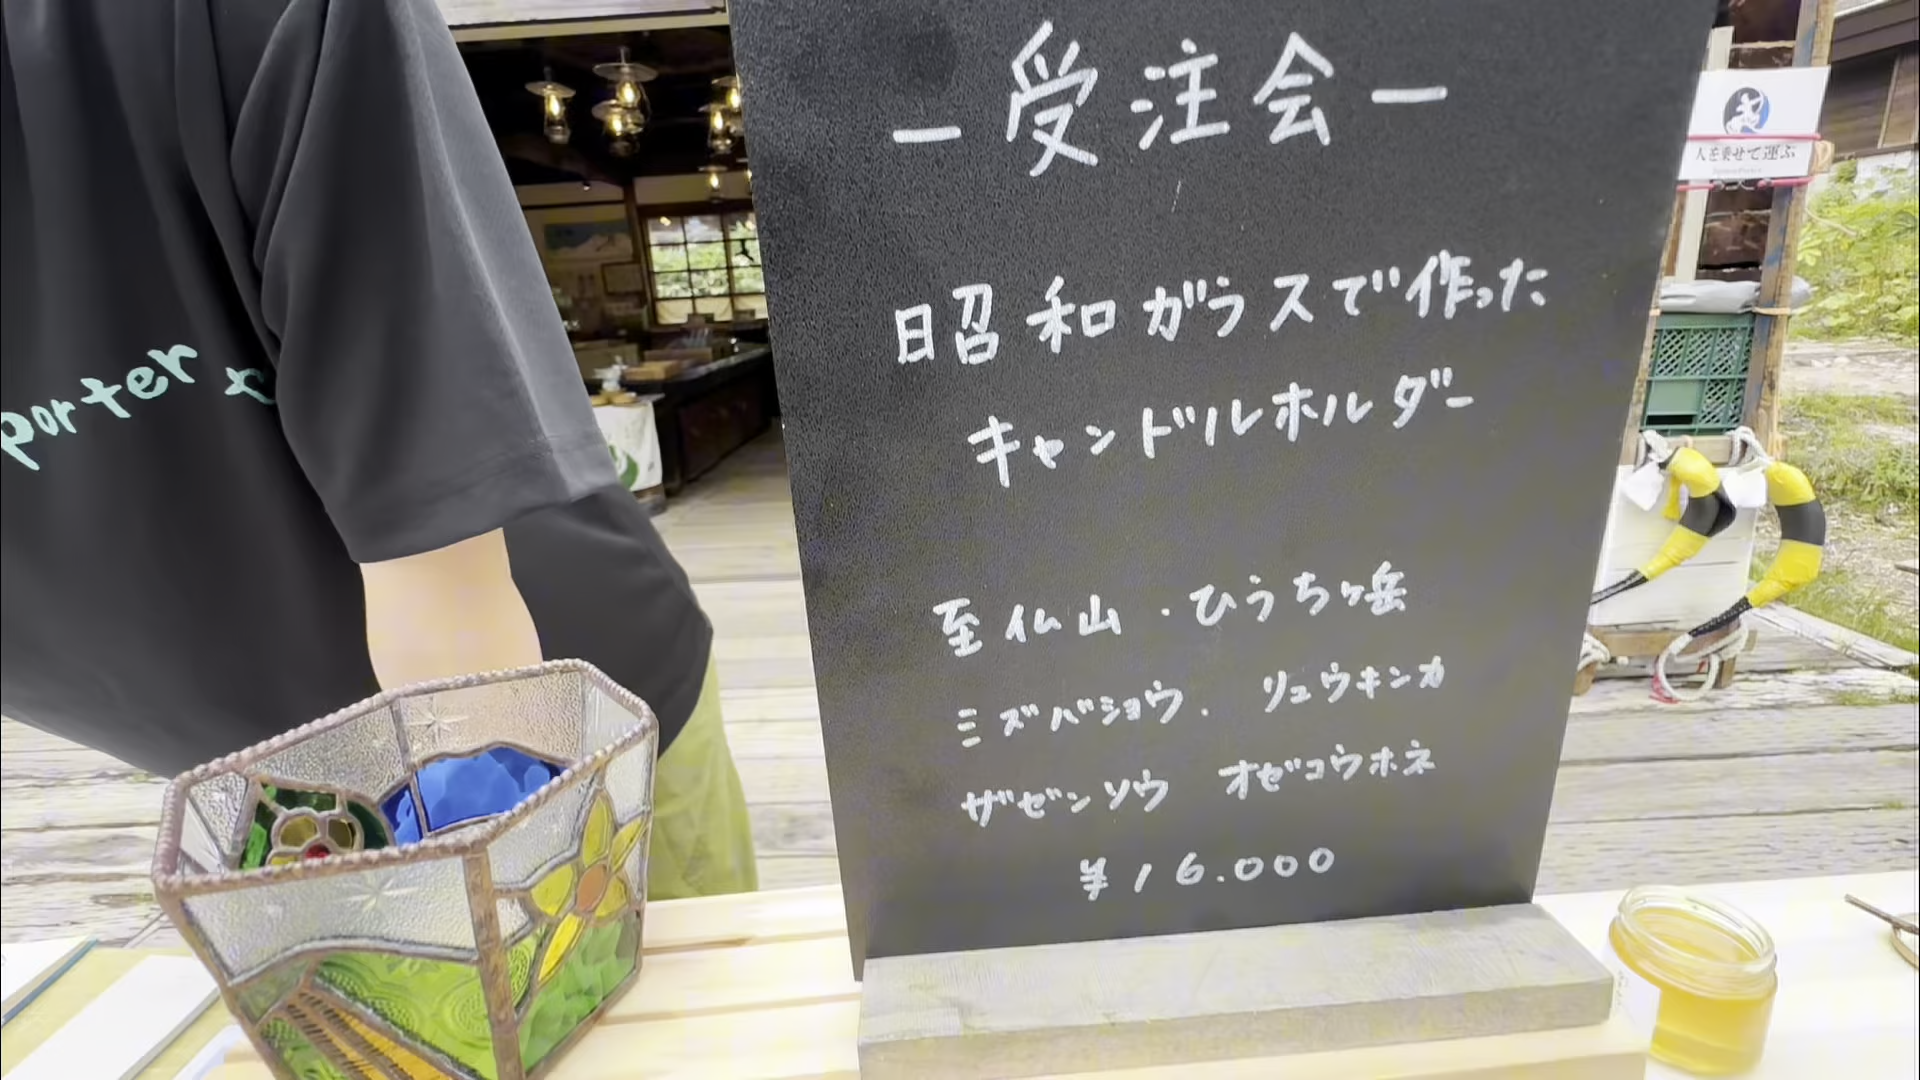 ー受注会ー
昭和ガラスで作った
キャンドルホルダー
至仏山・ひうちヶ岳
ミズバショウ. リュウキンカ
ザゼンソウ オゼコウホネ
¥16.000
porter
人を乗せて運ぶ